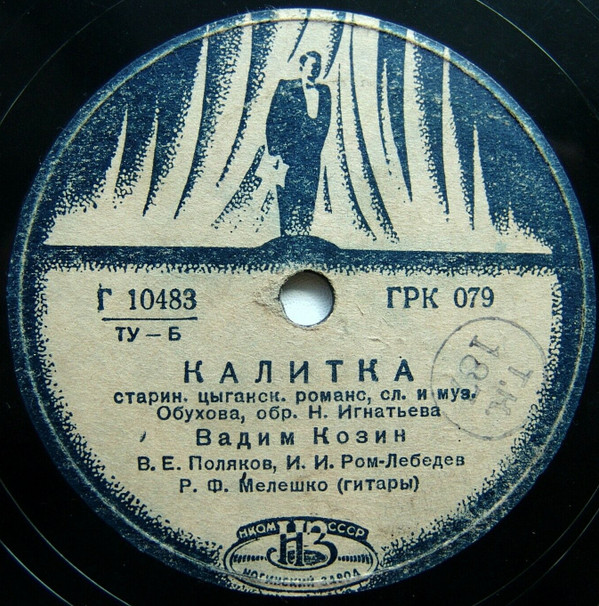 Г 10483 ГРК 079
ТУ–Б
КАЛИТКА
старин. цыганск. романс, сл. и муз.
Обухова, обр. Н. Игнатьева
Вадим Козин
В. Е. Поляков, И. И. Ром-Лебедев
Р. Ф. Мелешко (гитары)
Т.М.
НКОМ СССР
НЗ
НОГИНСКИЙ ЗАВОД